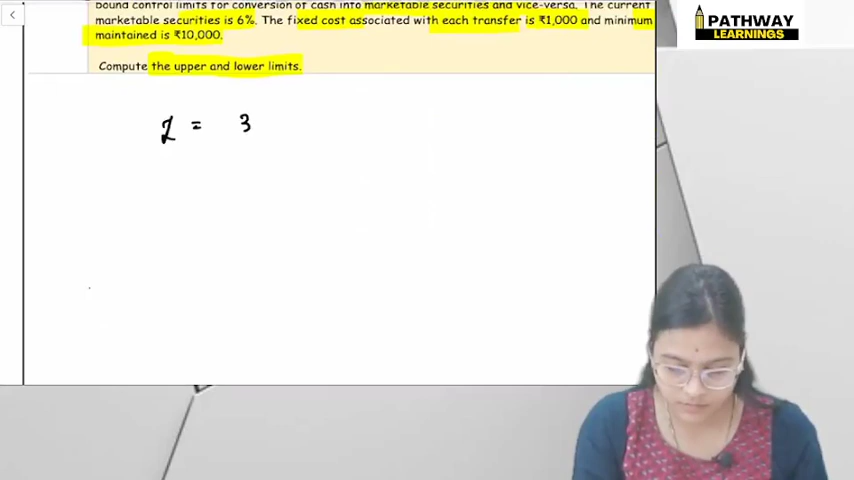 bound control limits for conversion of cash into marketable securities and vice-versa. The current
marketable securities is 6%. The fixed cost associated with each transfer is ₹1,000 and minimum
maintained is ₹10,000.
Compute the upper and lower limits.
Z = 3
PATHWAY
LEARNINGS